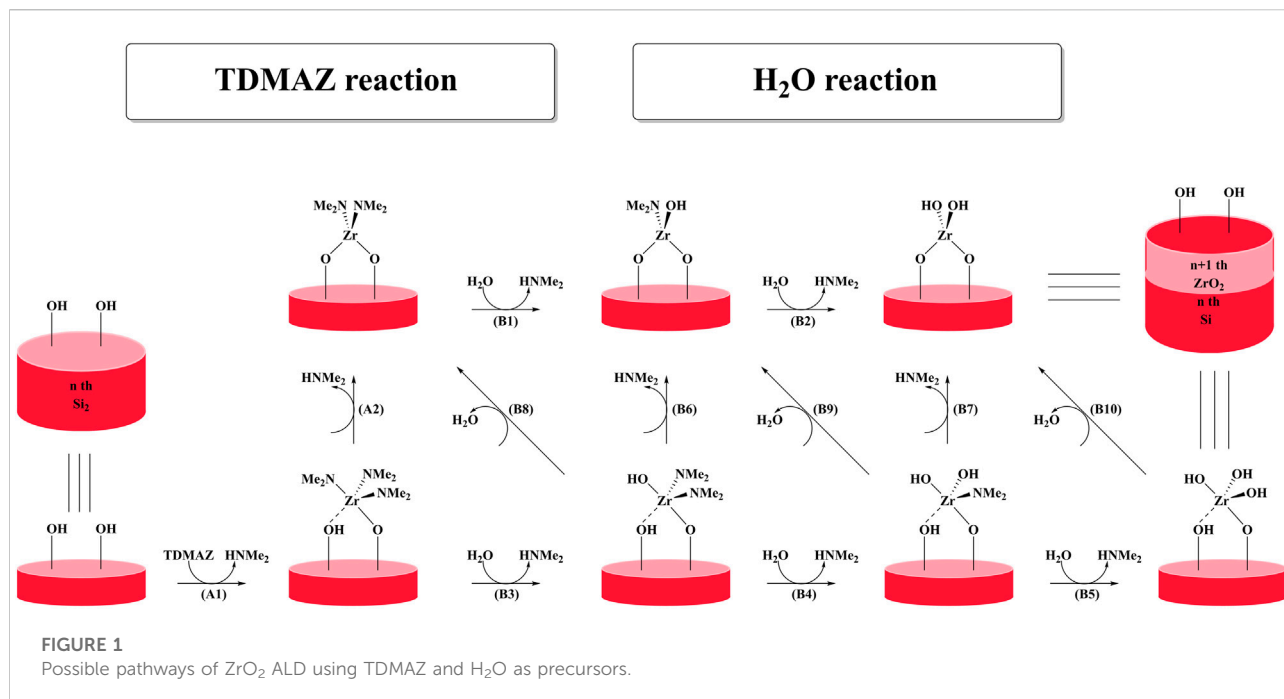 TDMAZ reaction
H₂O reaction
Me₂N NMe₂
Zr
O O
H₂O HNMe₂
(B1)
Me₂N OH
Zr
O O
H₂O HNMe₂
(B2)
HO OH
Zr
O O
OH OH
n+1 th
ZrO₂
n th
Si
OH OH
n th
Si₂
HNMe₂
(A2)
H₂O
(B8)
HNMe₂
(B6)
H₂O
(B9)
HNMe₂
(B7)
H₂O
(B10)
OH OH
TDMAZ HNMe₂
(A1)
Me₂N NMe₂
Zr NMe₂
OH O
H₂O HNMe₂
(B3)
HO NMe₂
Zr NMe₂
OH O
H₂O HNMe₂
(B4)
HO OH
Zr NMe₂
OH O
H₂O HNMe₂
(B5)
HO OH
Zr OH
OH O
FIGURE 1
Possible pathways of ZrO₂ ALD using TDMAZ and H₂O as precursors.